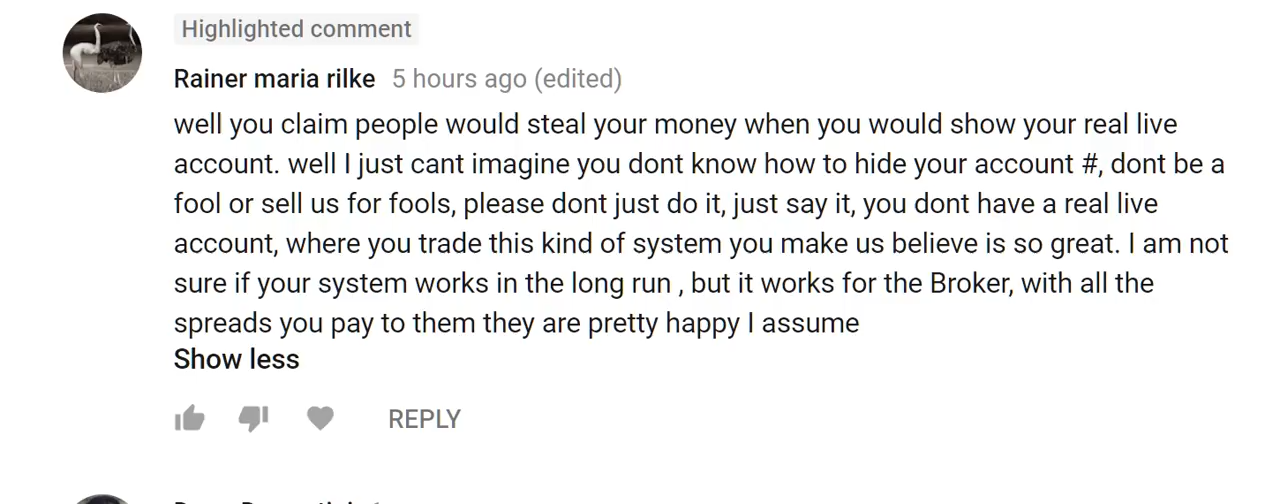 Highlighted comment
Rainer maria rilke 5 hours ago (edited)
well you claim people would steal your money when you would show your real live
account. well I just cant imagine you dont know how to hide your account #, dont be a
fool or sell us for fools, please dont just do it, just say it, you dont have a real live
account, where you trade this kind of system you make us believe is so great. I am not
sure if your system works in the long run , but it works for the Broker, with all the
spreads you pay to them they are pretty happy I assume
Show less
REPLY